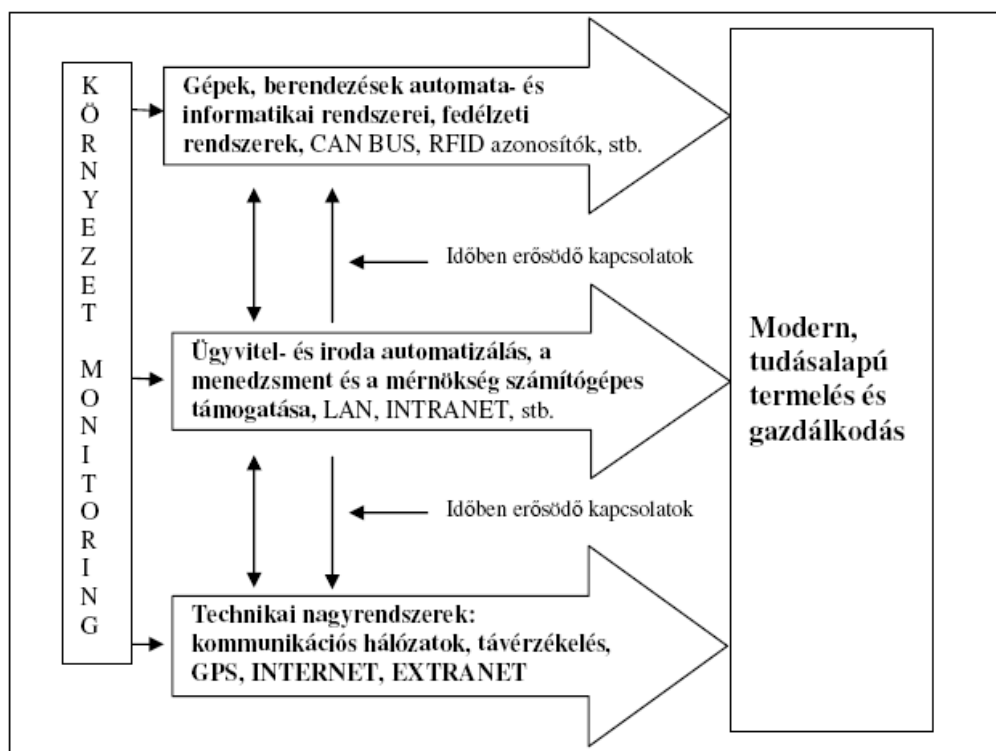 KÖRNYEZET MONITORING
Gépek, berendezések automata- és
informatikai rendszerei, fedélzeti
rendszerek, CAN BUS, RFID azonosítók, stb.
Időben erősödő kapcsolatok
Ügyvitel- és iroda automatizálás, a
menedzsment és a mérnökség számítógépes
támogatása, LAN, INTRANET, stb.
Időben erősödő kapcsolatok
Technikai nagyrendszerek:
kommunikációs hálózatok, távérzékelés,
GPS, INTERNET, EXTRANET
Modern,
tudásalapú
termelés és
gazdálkodás